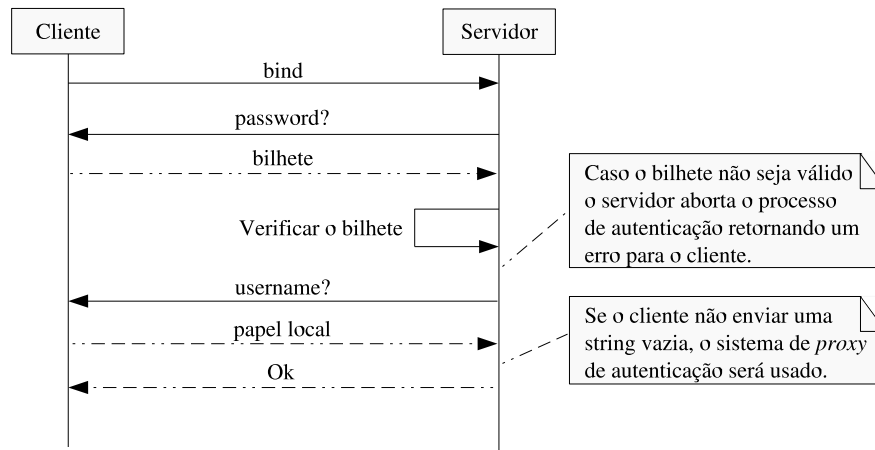 Cliente
Servidor
bind
password?
bilhete
Caso o bilhete não seja válido
o servidor aborta o processo
de autenticação retornando um
erro para o cliente.
Verificar o bilhete
username?
Se o cliente não enviar uma
string vazia, o sistema de proxy
de autenticação será usado.
papel local
Ok